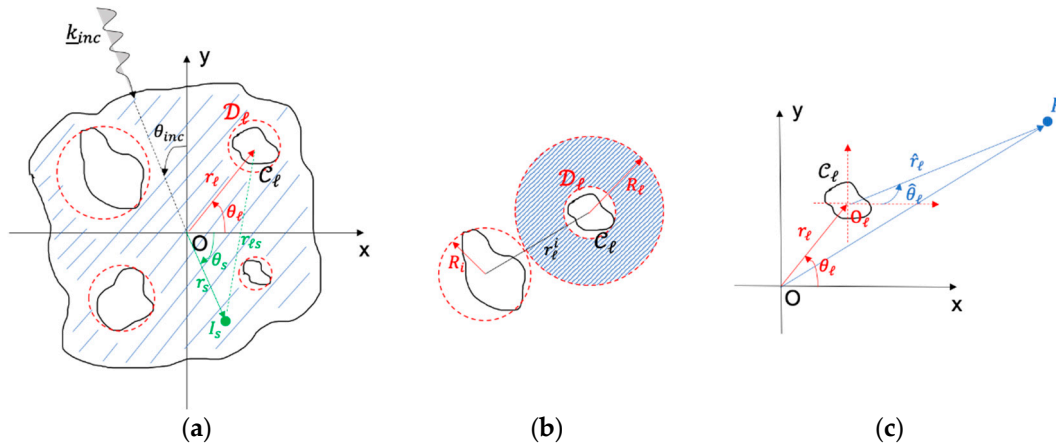 k_inc
y
θ_inc
𝒟_ℓ
r_ℓ
𝒞_ℓ
θ_ℓ
O
x
θ_s
r_ℓs
r_s
I_s
(a)
𝒟_ℓ
R_ℓ
𝒞_ℓ
r_ℓ^i
R_i
(b)
y
𝒞_ℓ
r̂_ℓ
θ̂_ℓ
O_ℓ
r_ℓ
θ_ℓ
O
x
(c)